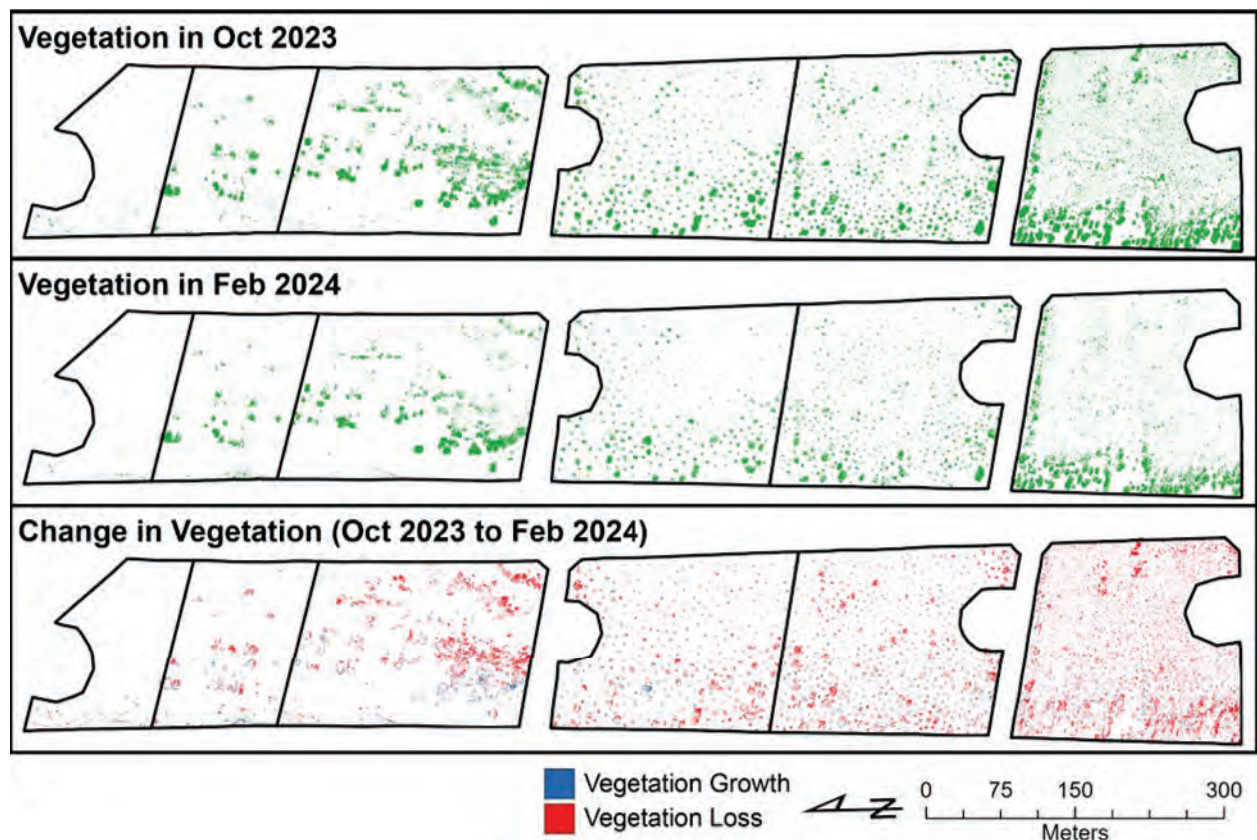 Vegetation in Oct 2023
Vegetation in Feb 2024
Change in Vegetation (Oct 2023 to Feb 2024)
Vegetation Growth
Vegetation Loss
N
0 75 150 300
Meters